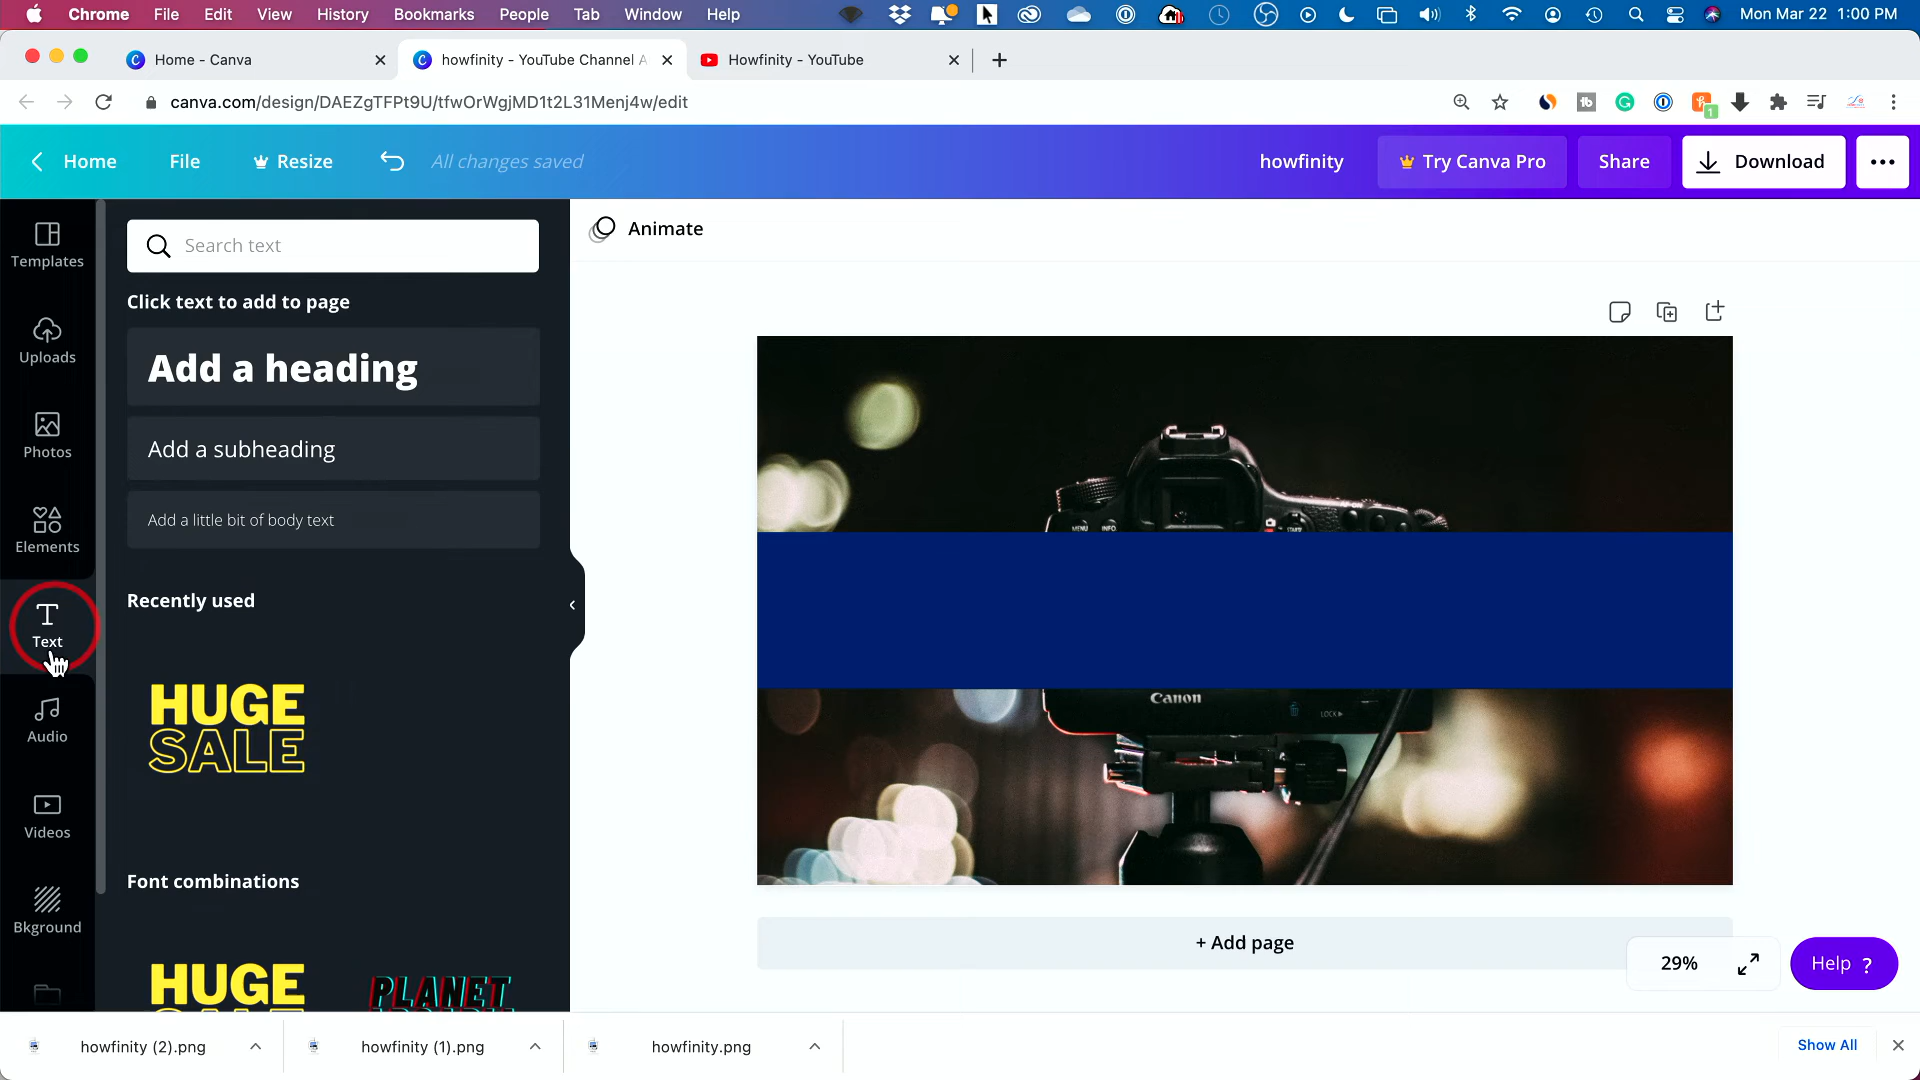 Chrome File Edit View History Bookmarks People Tab Window Help Mon Mar 22 1:00 PM
Home - Canva howfinity - YouTube Channel A Howfinity - YouTube
canva.com/design/DAEZgTFPt9U/tfwOrWgjMD1t2L31Menj4w/edit
Home File Resize All changes saved howfinity Try Canva Pro Share Download
Templates
Uploads
Photos
Elements
Text
Audio
Videos
Bkground
Search text
Click text to add to page
Add a heading
Add a subheading
Add a little bit of body text
Recently used
HUGE
SALE
Font combinations
HUGE
PLANET
Animate
MENU INFO
Canon
LOCK
+ Add page
29%
Help ?
howfinity (2).png howfinity (1).png howfinity.png Show All